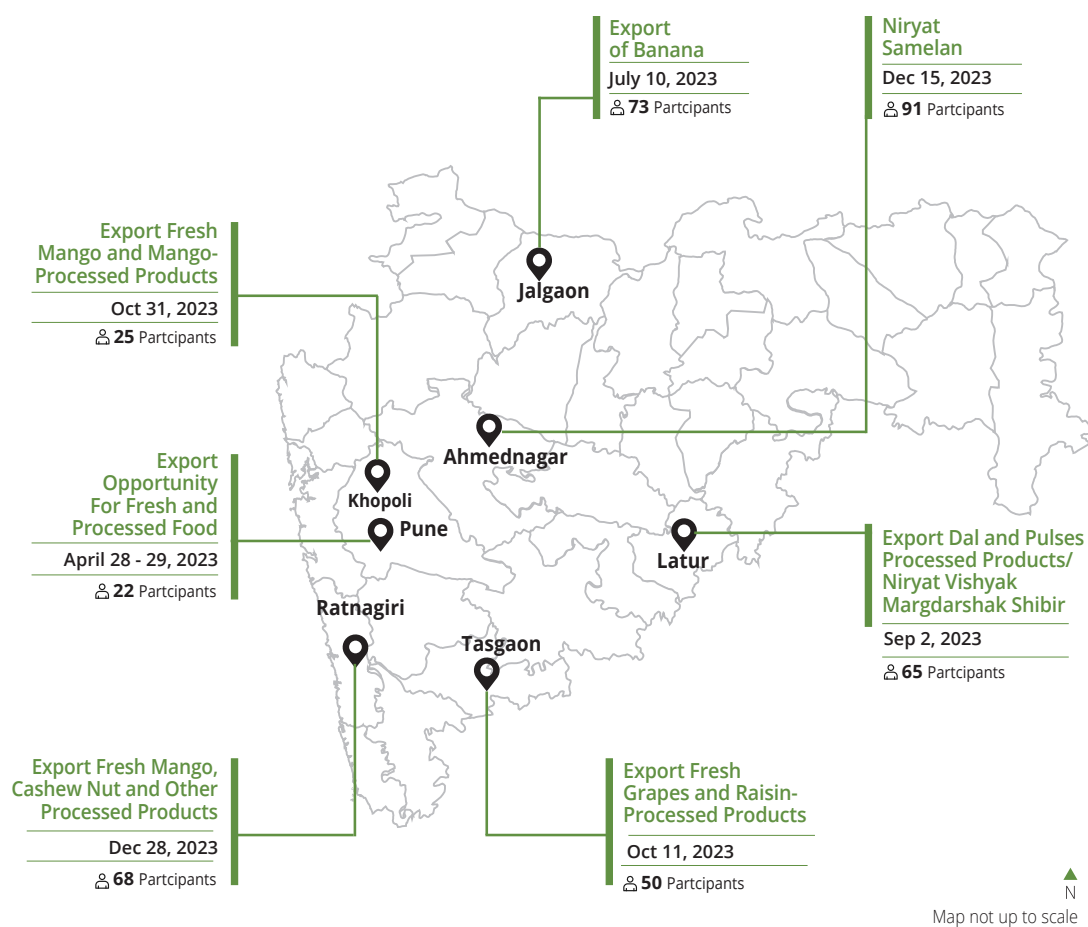 Export
of Banana
July 10, 2023
73 Partcipants
Niryat
Samelan
Dec 15, 2023
91 Partcipants
Export Fresh
Mango and Mango-
Processed Products
Oct 31, 2023
25 Partcipants
Jalgaon
Ahmednagar
Khopoli
Export
Opportunity
For Fresh and
Processed Food
April 28 - 29, 2023
22 Partcipants
Pune
Latur
Export Dal and Pulses
Processed Products/
Niryat Vishyak
Margdarshak Shibir
Sep 2, 2023
65 Partcipants
Ratnagiri
Tasgaon
Export Fresh Mango,
Cashew Nut and Other
Processed Products
Dec 28, 2023
68 Partcipants
Export Fresh
Grapes and Raisin-
Processed Products
Oct 11, 2023
50 Partcipants
N
Map not up to scale